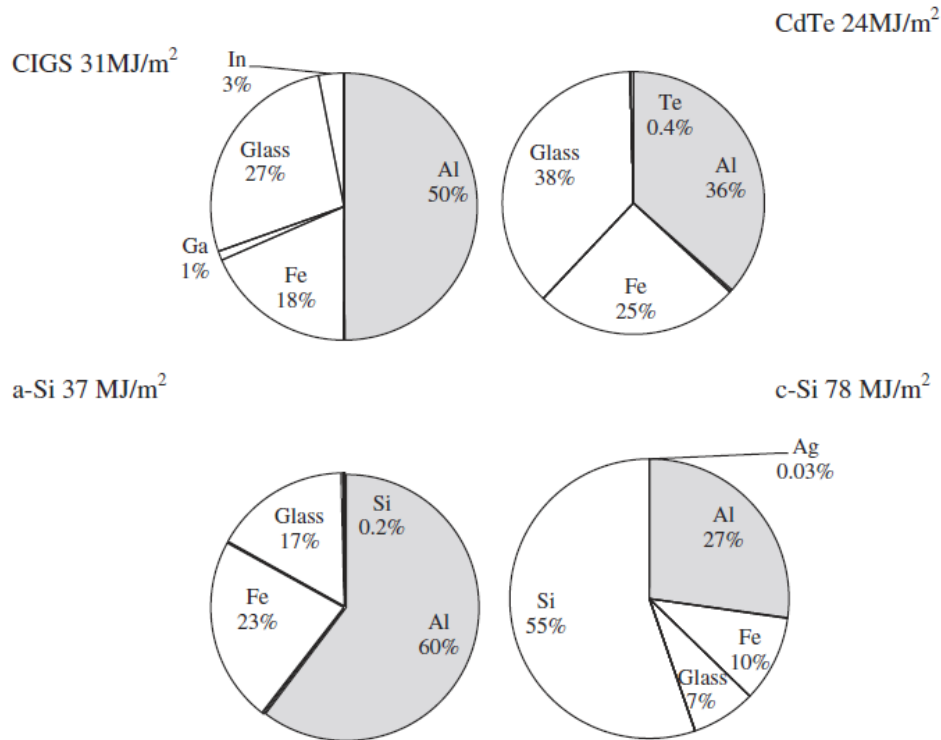 CdTe 24MJ/m²
CIGS 31MJ/m²
In
3%
Glass
27%
Al
50%
Ga
1%
Fe
18%
Te
0.4%
Glass
38%
Al
36%
Fe
25%
a-Si 37 MJ/m²
c-Si 78 MJ/m²
Si
0.2%
Glass
17%
Fe
23%
Al
60%
Ag
0.03%
Al
27%
Si
55%
Fe
10%
Glass
7%